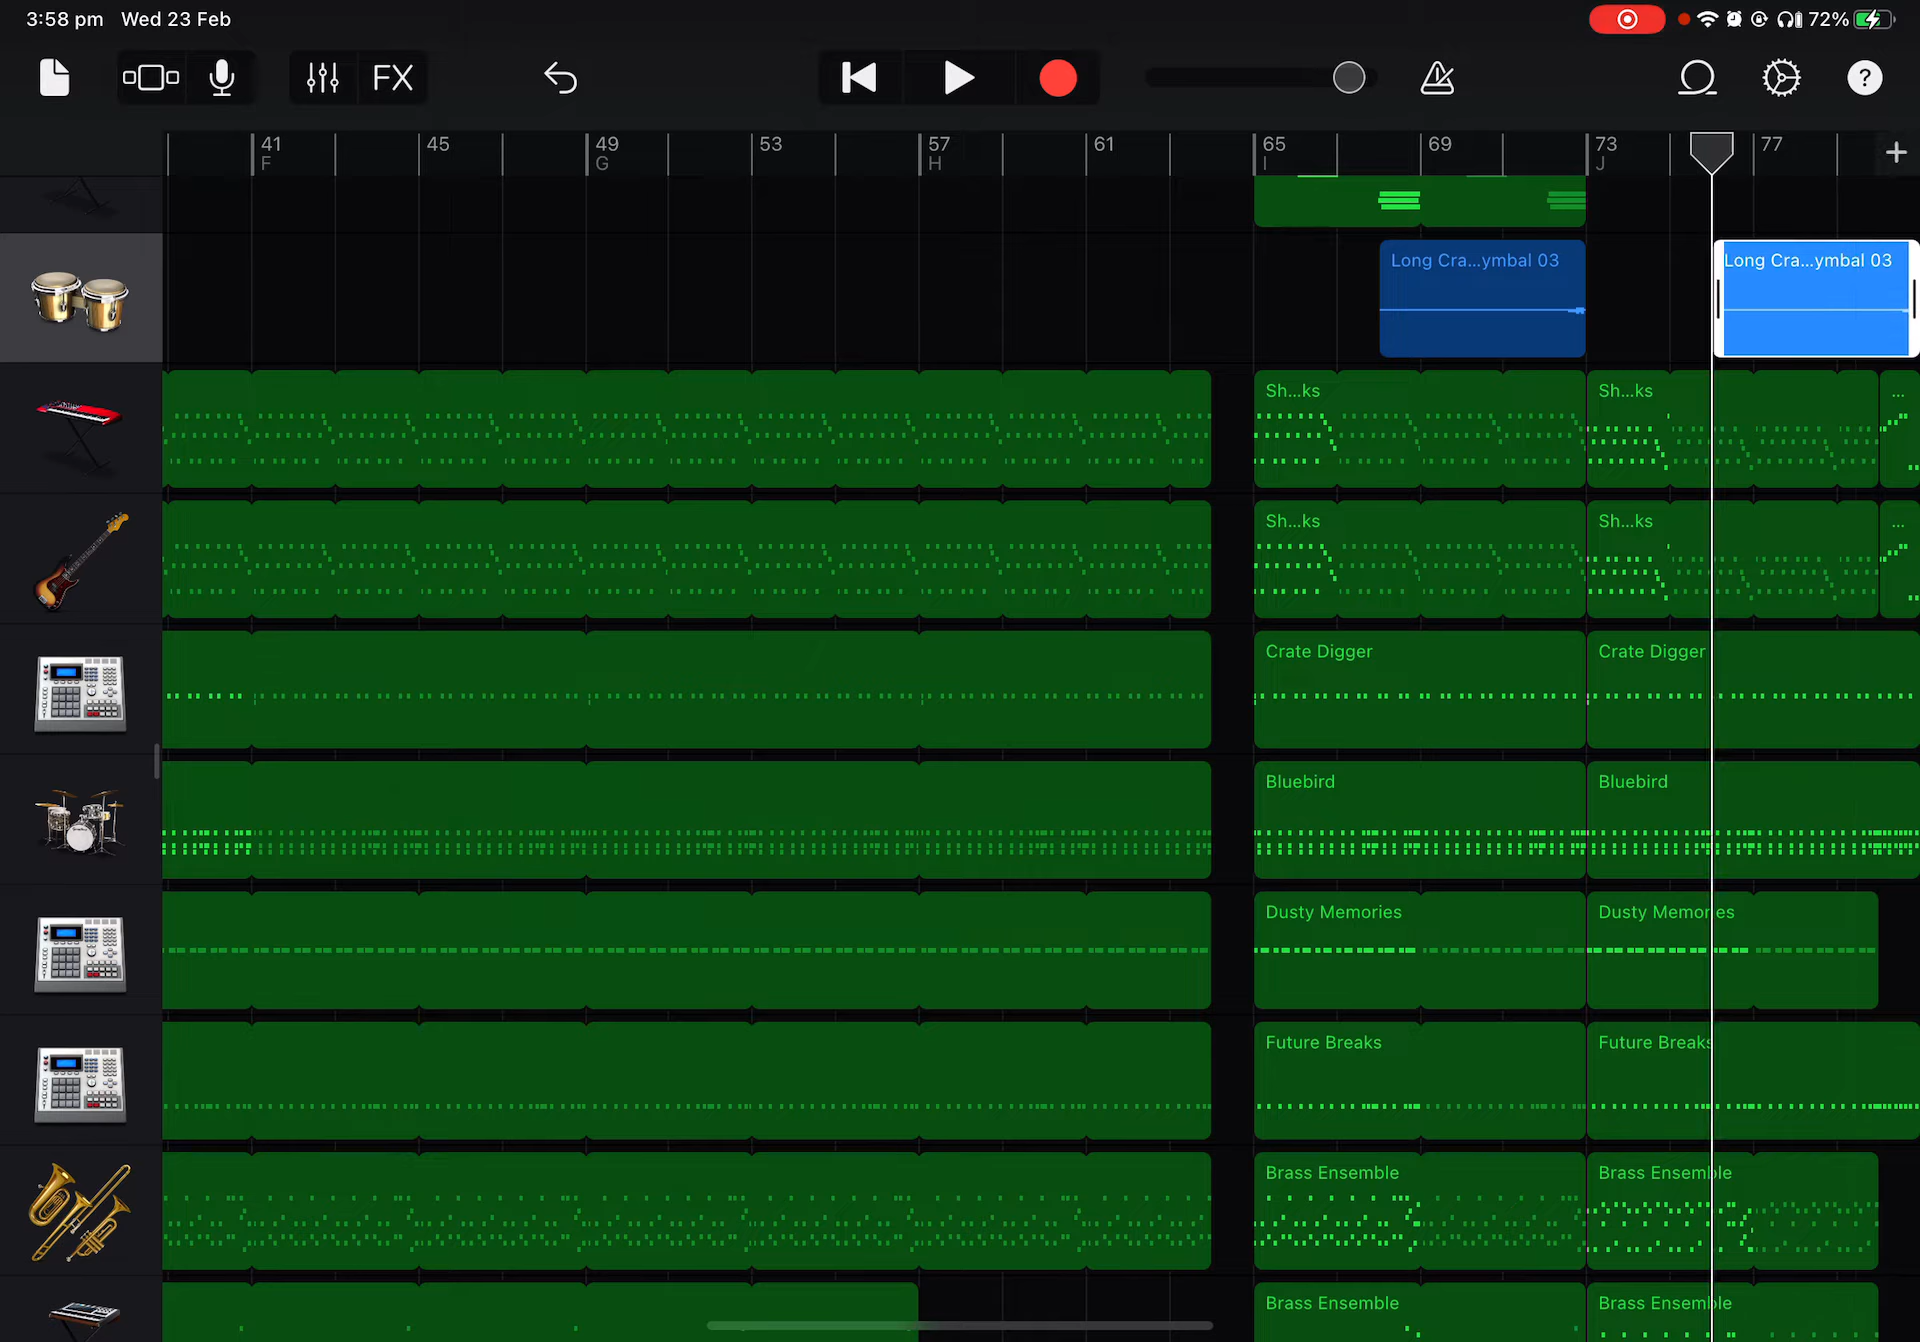 3:58 pm Wed 23 Feb
72%
FX
?
41 45 49 53 57 61 65 69 73 77 +
F G H I J
Long Cra...ymbal 03 Long Cra...ymbal 03
Sh...ks Sh...ks ...
Sh...ks Sh...ks ...
Crate Digger Crate Digger
Bluebird Bluebird
Dusty Memories Dusty Memories
Future Breaks Future Breaks
Brass Ensemble Brass Ensemble
Brass Ensemble Brass Ensemble